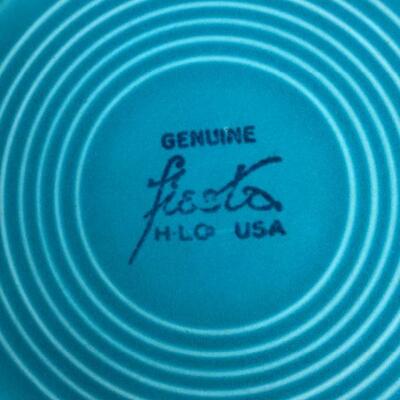 GENUINE
fiesta
H·L·Co USA